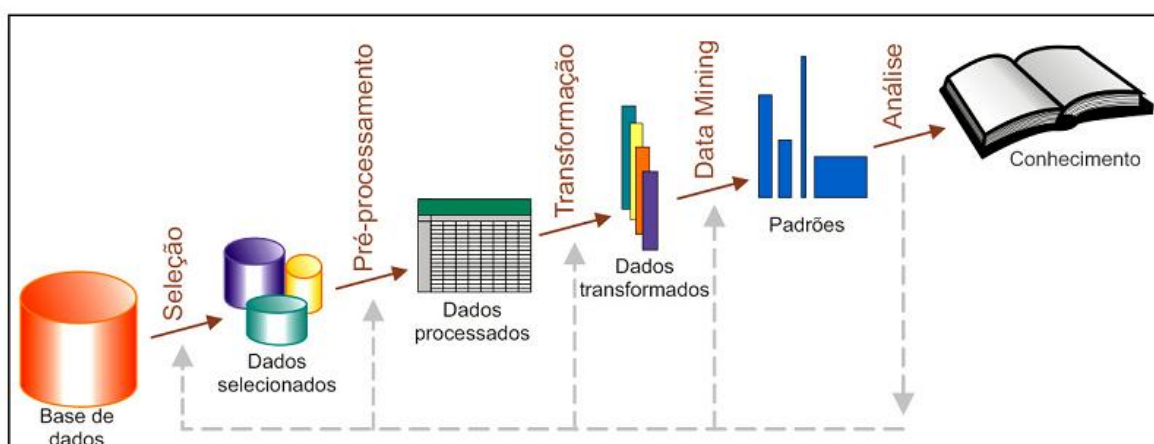 Seleção
Pré-processamento
Transformação
Data Mining
Análise
Base de
dados
Dados
selecionados
Dados
processados
Dados
transformados
Padrões
Conhecimento